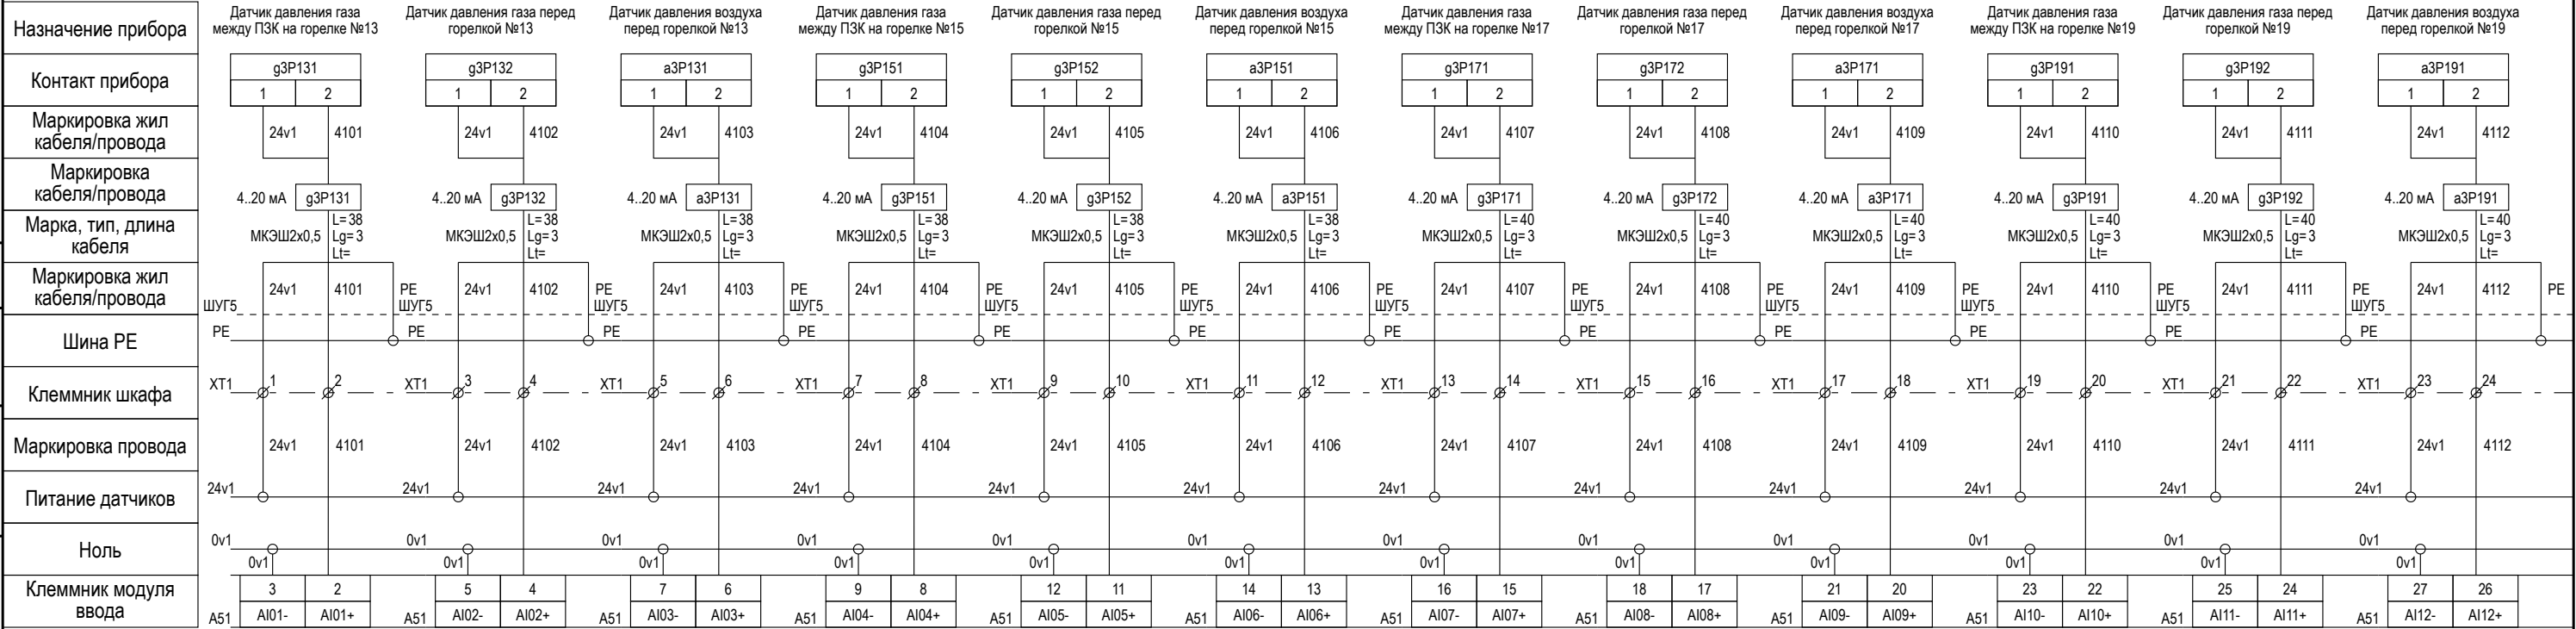 Назначение прибора
Датчик давления газа
между ПЗК на горелке №13
Датчик давления газа перед
горелкой №13
Датчик давления воздуха
перед горелкой №13
Датчик давления газа
между ПЗК на горелке №15
Датчик давления газа перед
горелкой №15
Датчик давления воздуха
перед горелкой №15
Датчик давления газа
между ПЗК на горелке №17
Датчик давления газа перед
горелкой №17
Датчик давления воздуха
перед горелкой №17
Датчик давления газа
между ПЗК на горелке №19
Датчик давления газа перед
горелкой №19
Датчик давления воздуха
перед горелкой №19
Контакт прибора
g3P131 g3P132 a3P131 g3P151 g3P152 a3P151 g3P171 g3P172 a3P171 g3P191 g3P192 a3P191
1 2 1 2 1 2 1 2 1 2 1 2 1 2 1 2 1 2 1 2 1 2 1 2
Маркировка жил
кабеля/провода
24v1 4101 24v1 4102 24v1 4103 24v1 4104 24v1 4105 24v1 4106 24v1 4107 24v1 4108 24v1 4109 24v1 4110 24v1 4111 24v1 4112
Маркировка
кабеля/провода
4..20 мА g3P131 4..20 мА g3P132 4..20 мА a3P131 4..20 мА g3P151 4..20 мА g3P152 4..20 мА a3P151 4..20 мА g3P171 4..20 мА g3P172 4..20 мА a3P171 4..20 мА g3P191 4..20 мА g3P192 4..20 мА a3P191
Марка, тип, длина
кабеля
L=38 L=38 L=38 L=38 L=38 L=38 L=40 L=40 L=40 L=40 L=40 L=40
МКЭШ2х0,5 Lg=3 МКЭШ2х0,5 Lg=3 МКЭШ2х0,5 Lg=3 МКЭШ2х0,5 Lg=3 МКЭШ2х0,5 Lg=3 МКЭШ2х0,5 Lg=3 МКЭШ2х0,5 Lg=3 МКЭШ2х0,5 Lg=3 МКЭШ2х0,5 Lg=3 МКЭШ2х0,5 Lg=3 МКЭШ2х0,5 Lg=3 МКЭШ2х0,5 Lg=3
Lt= Lt= Lt= Lt= Lt= Lt= Lt= Lt= Lt= Lt= Lt= Lt=
Маркировка жил
кабеля/провода
24v1 4101 PE 24v1 4102 PE 24v1 4103 PE 24v1 4104 PE 24v1 4105 PE 24v1 4106 PE 24v1 4107 PE 24v1 4108 PE 24v1 4109 PE 24v1 4110 PE 24v1 4111 PE 24v1 4112 PE
ШУГ5 ШУГ5 ШУГ5 ШУГ5 ШУГ5 ШУГ5 ШУГ5 ШУГ5 ШУГ5 ШУГ5 ШУГ5 ШУГ5
Шина PE
PE PE PE PE PE PE PE PE PE PE PE PE
Клеммник шкафа
XT1 1 2 XT1 3 4 XT1 5 6 XT1 7 8 XT1 9 10 XT1 11 12 XT1 13 14 XT1 15 16 XT1 17 18 XT1 19 20 XT1 21 22 XT1 23 24
Маркировка провода
24v1 4101 24v1 4102 24v1 4103 24v1 4104 24v1 4105 24v1 4106 24v1 4107 24v1 4108 24v1 4109 24v1 4110 24v1 4111 24v1 4112
Питание датчиков
24v1 24v1 24v1 24v1 24v1 24v1 24v1 24v1 24v1 24v1 24v1 24v1
Ноль
0v1 0v1 0v1 0v1 0v1 0v1 0v1 0v1 0v1 0v1 0v1 0v1
0v1 0v1 0v1 0v1 0v1 0v1 0v1 0v1 0v1 0v1 0v1 0v1
Клеммник модуля
ввода
3 2 5 4 7 6 9 8 12 11 14 13 16 15 18 17 21 20 23 22 25 24 27 26
A51 AI01- AI01+ A51 AI02- AI02+ A51 AI03- AI03+ A51 AI04- AI04+ A51 AI05- AI05+ A51 AI06- AI06+ A51 AI07- AI07+ A51 AI08- AI08+ A51 AI09- AI09+ A51 AI10- AI10+ A51 AI11- AI11+ A51 AI12- AI12+